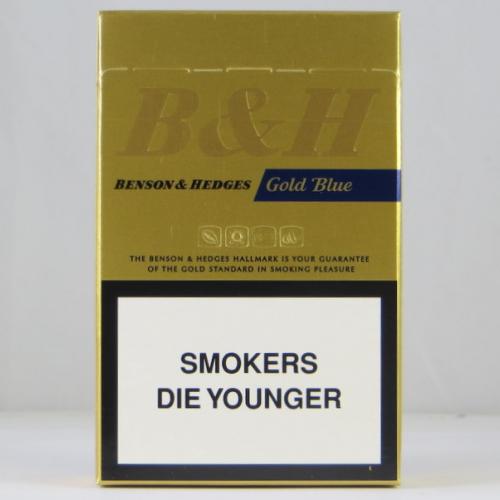 B&H
BENSON & HEDGES Gold Blue
THE BENSON & HEDGES HALLMARK IS YOUR GUARANTEE
OF THE GOLD STANDARD IN SMOKING PLEASURE
SMOKERS
DIE YOUNGER